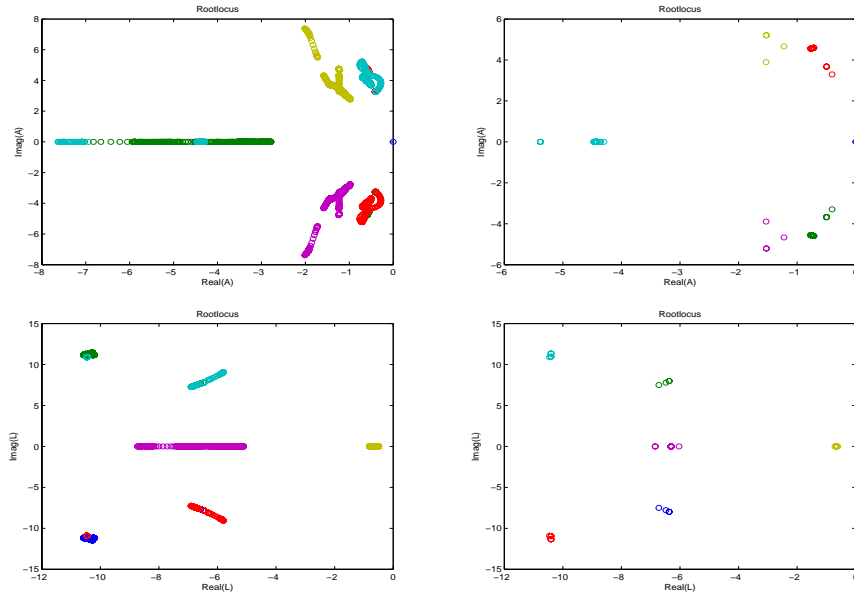 Rootlocus
8
6
4
2
0
−2
−4
−6
−8
Imag(A)
−8 −7 −6 −5 −4 −3 −2 −1 0
Real(A)
Rootlocus
6
4
2
0
−2
−4
−6
Imag(A)
−6 −5 −4 −3 −2 −1 0
Real(A)
Rootlocus
15
10
5
0
−5
−10
−15
Imag(L)
−12 −10 −8 −6 −4 −2 0
Real(L)
Rootlocus
15
10
5
0
−5
−10
−15
Imag(L)
−12 −10 −8 −6 −4 −2 0
Real(L)